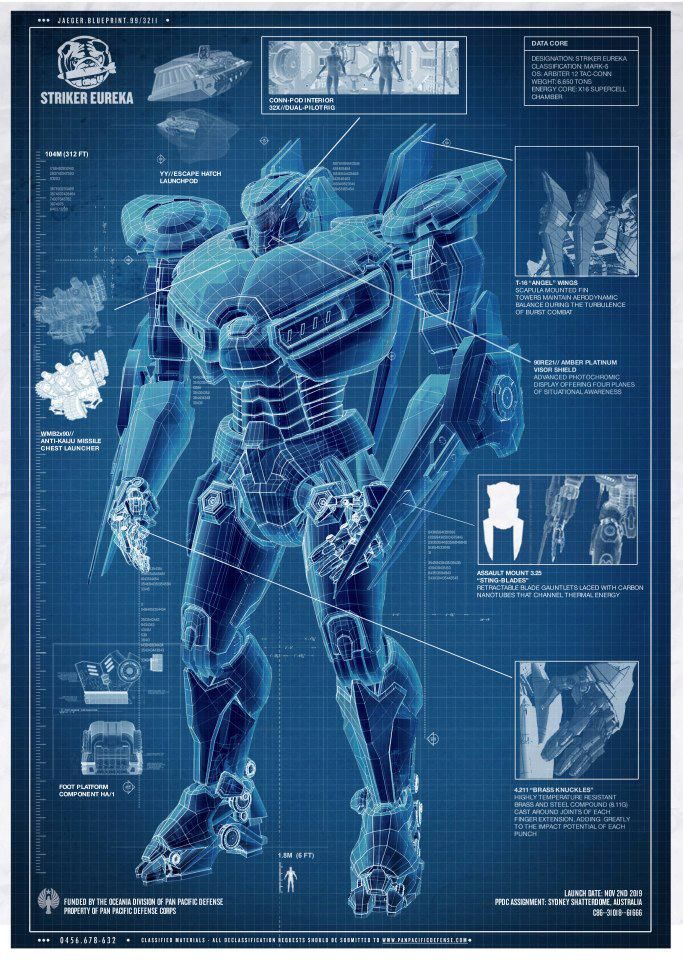 JAEGER.BLUEPRINT.99/3211
STRIKER EUREKA
CONN-POD INTERIOR
32X//DUAL-PILOT RIG
DATA CORE
DESIGNATION: STRIKER EUREKA
CLASSIFICATION: MARK-5
OS: ARBITER 12 TAC-CONN
WEIGHT: 6,650 TONS
ENERGY CORE: X16 SUPERCELL
CHAMBER
104M (312 FT)
YY//ESCAPE HATCH
LAUNCHPOD
T-16 "ANGEL" WINGS
SCAPULA MOUNTED FIN
TOWERS MAINTAIN AERODYNAMIC
BALANCE DURING THE TURBULENCE
OF BURST COMBAT
90RE21// AMBER PLATINUM
VISOR SHIELD
ADVANCED PHOTOCHROMIC
DISPLAY OFFERING FOUR PLANES
OF SITUATIONAL AWARENESS
WMB2x90//
ANTI-KAIJU MISSILE
CHEST LAUNCHER
ASSAULT MOUNT 3.25
"STING-BLADES"
RETRACTABLE BLADE GAUNTLETS LACED WITH CARBON
NANOTUBES THAT CHANNEL THERMAL ENERGY
FOOT PLATFORM
COMPONENT HA/1
4.211 "BRASS KNUCKLES"
HIGHLY TEMPERATURE RESISTANT
BRASS AND STEEL COMPOUND (8.11G)
CAST AROUND JOINTS OF EACH
FINGER EXTENSION, ADDING GREATLY
TO THE IMPACT POTENTIAL OF EACH
PUNCH
1.8M (6 FT)
FUNDED BY THE OCEANIA DIVISION OF PAN PACIFIC DEFENSE
PROPERTY OF PAN PACIFIC DEFENSE CORPS
LAUNCH DATE: NOV 2ND 2019
PPDC ASSIGNMENT: SYDNEY SHATTERDOME, AUSTRALIA
C86-31018-61666
0456.678-632 • CLASSIFIED MATERIALS - ALL DECLASSIFICATION REQUESTS SHOULD BE SUBMITTED TO WWW.PANPACIFICDEFENSE.COM